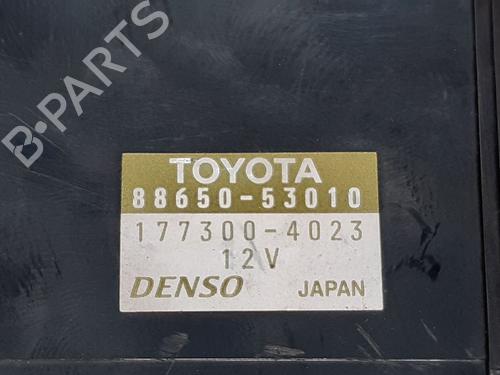 B-PARTS
TOYOTA
88650-53010
177300-4023
12V
DENSO JAPAN